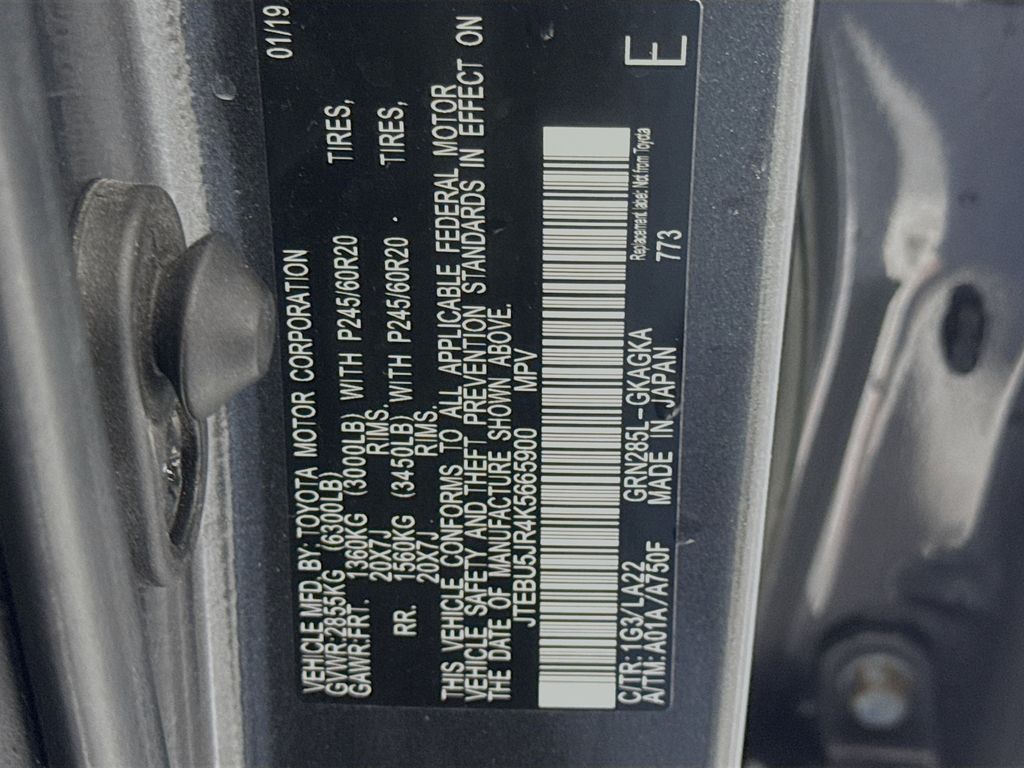 VEHICLE MFD. BY: TOYOTA MOTOR CORPORATION 01/19
GVWR: 2855KG (6300LB)
GAWR: FRT. 1360KG (3000LB) WITH P245/60R20 TIRES,
20X7J RIMS.
RR. 1560KG (3450LB) WITH P245/60R20 TIRES,
20X7J RIMS.
THIS VEHICLE CONFORMS TO ALL APPLICABLE FEDERAL MOTOR
VEHICLE SAFETY AND THEFT PREVENTION STANDARDS IN EFFECT ON
THE DATE OF MANUFACTURE SHOWN ABOVE.
JTEBU5JR4K5665900 MPV
Replacement label: Not from Toyota
C/TR: 1G3/LA22 GRN285L-GKAGKA 773 E
A/TM: A01A/A750F MADE IN JAPAN